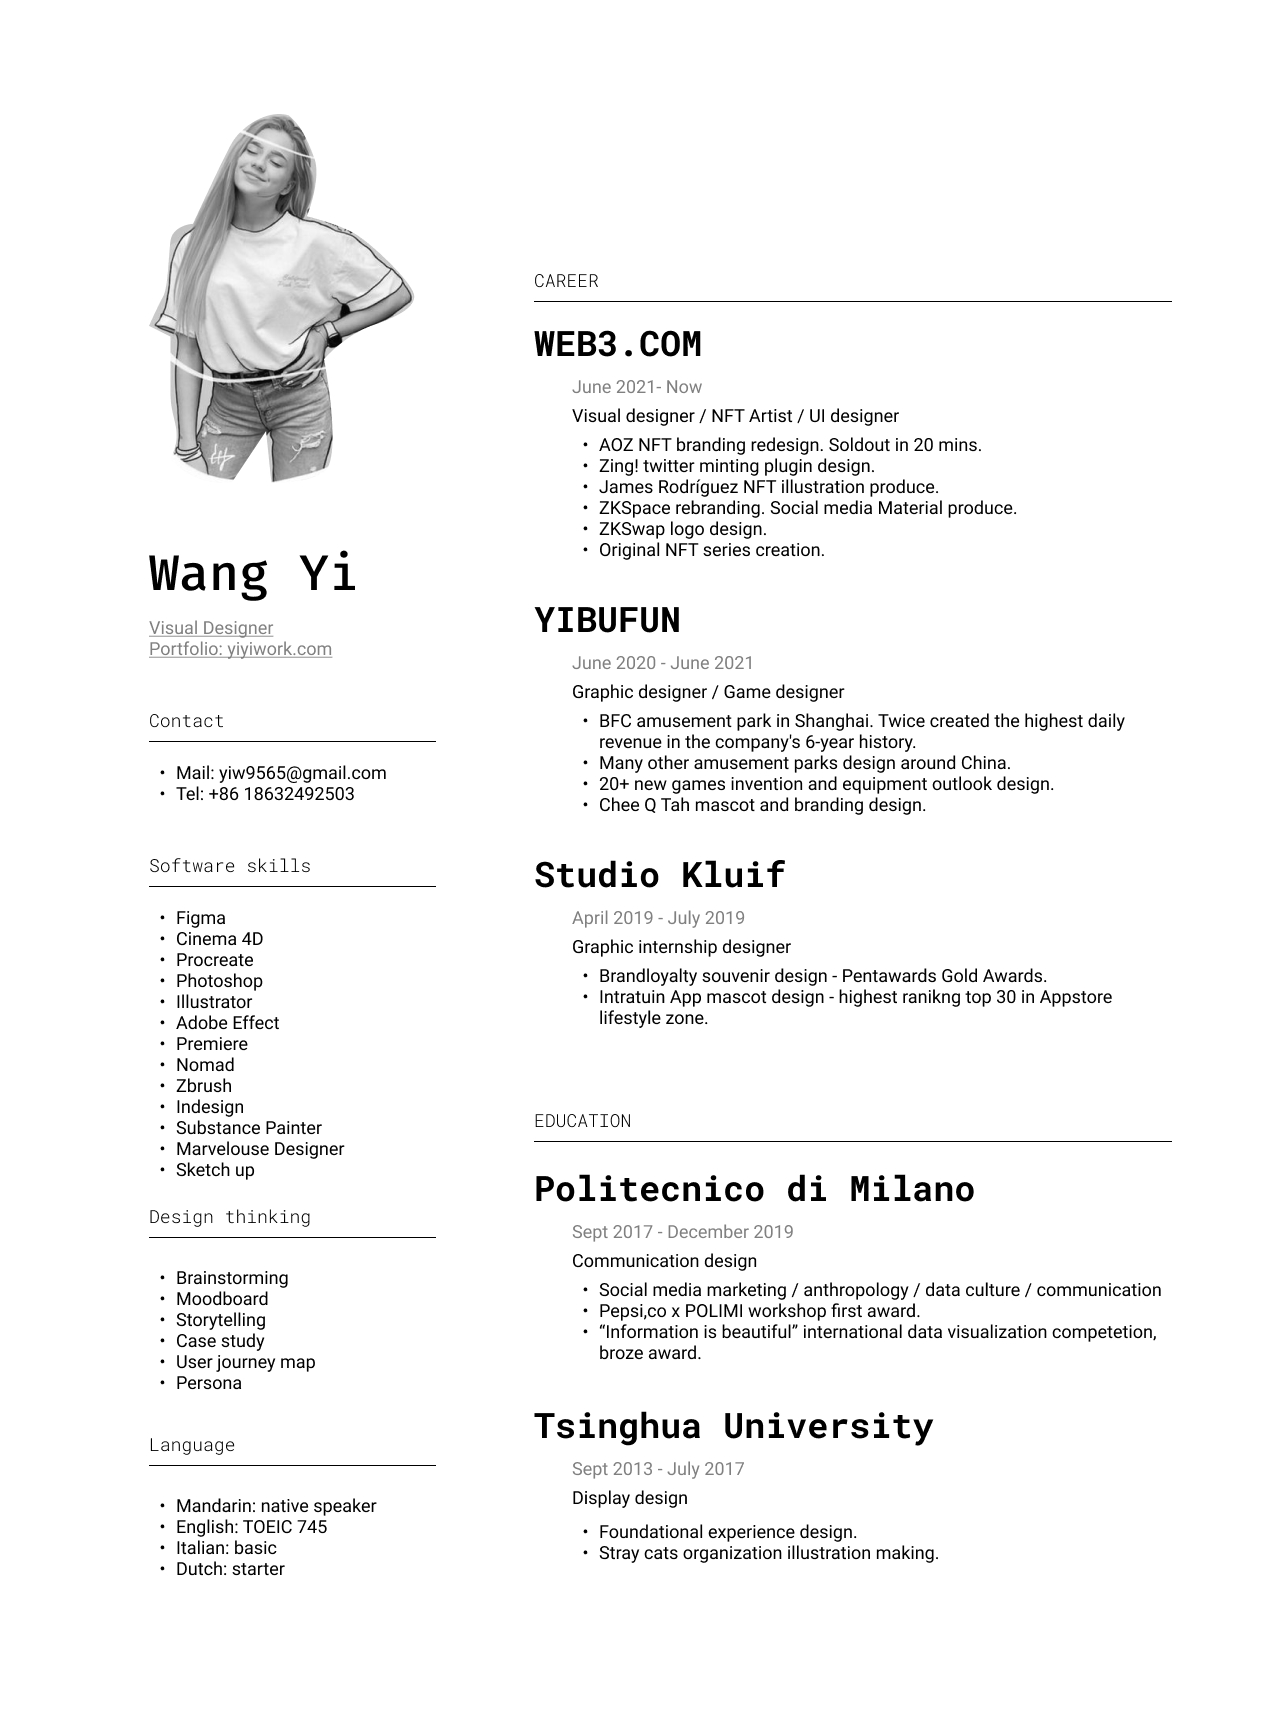 Wang Yi
Visual Designer
Portfolio: yiyiwork.com
Contact
• Mail: yiw9565@gmail.com
• Tel: +86 18632492503
Software skills
• Figma
• Cinema 4D
• Procreate
• Photoshop
• Illustrator
• Adobe Effect
• Premiere
• Nomad
• Zbrush
• Indesign
• Substance Painter
• Marvelouse Designer
• Sketch up
Design thinking
• Brainstorming
• Moodboard
• Storytelling
• Case study
• User journey map
• Persona
Language
• Mandarin: native speaker
• English: TOEIC 745
• Italian: basic
• Dutch: starter
CAREER
WEB3.COM
June 2021- Now
Visual designer / NFT Artist / UI designer
• AOZ NFT branding redesign. Soldout in 20 mins.
• Zing! twitter minting plugin design.
• James Rodríguez NFT illustration produce.
• ZKSpace rebranding. Social media Material produce.
• ZKSwap logo design.
• Original NFT series creation.
YIBUFUN
June 2020 - June 2021
Graphic designer / Game designer
• BFC amusement park in Shanghai. Twice created the highest daily
revenue in the company's 6-year history.
• Many other amusement parks design around China.
• 20+ new games invention and equipment outlook design.
• Chee Q Tah mascot and branding design.
Studio Kluif
April 2019 - July 2019
Graphic internship designer
• Brandloyalty souvenir design - Pentawards Gold Awards.
• Intratuin App mascot design - highest ranikng top 30 in Appstore
lifestyle zone.
EDUCATION
Politecnico di Milano
Sept 2017 - December 2019
Communication design
• Social media marketing / anthropology / data culture / communication
• Pepsi,co x POLIMI workshop first award.
• “Information is beautiful” international data visualization competetion,
broze award.
Tsinghua University
Sept 2013 - July 2017
Display design
• Foundational experience design.
• Stray cats organization illustration making.